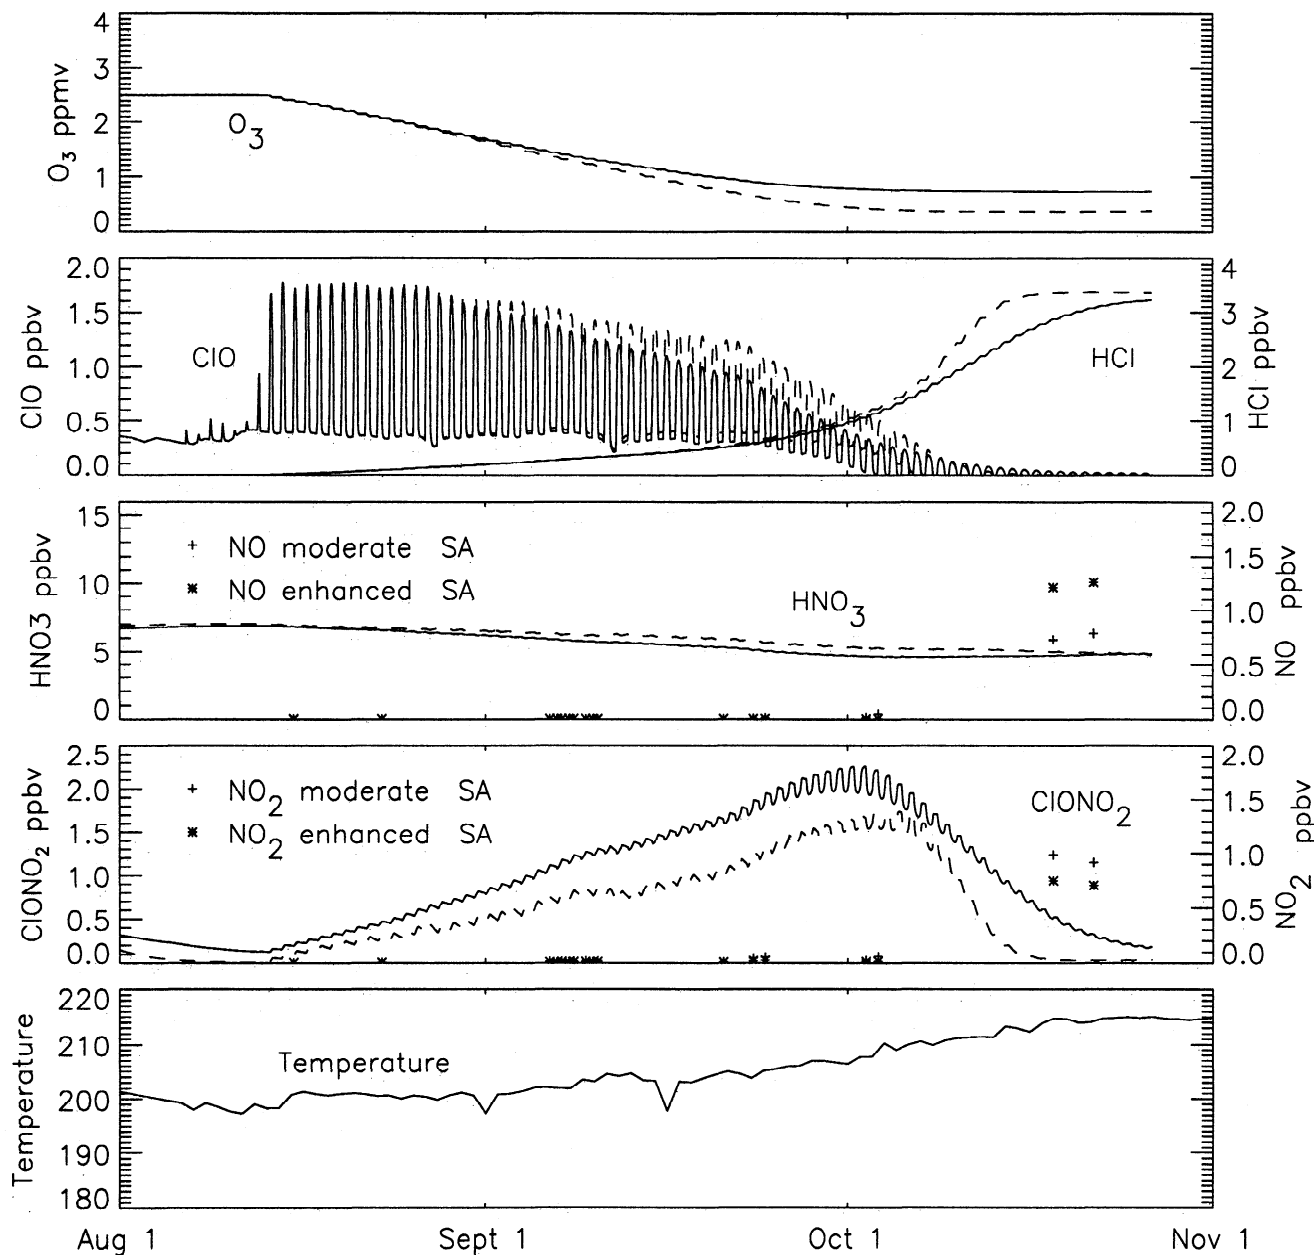 4
3
2
1
0
O₃ ppmv
O₃
2.0
1.5
1.0
0.5
0.0
ClO ppbv
ClO
HCl
4
3
2
1
0
HCl ppbv
15
10
5
0
HNO3 ppbv
+ NO moderate SA
* NO enhanced SA
HNO₃
2.0
1.5
1.0
0.5
0.0
NO ppbv
2.5
2.0
1.5
1.0
0.5
0.0
ClONO₂ ppbv
+ NO₂ moderate SA
* NO₂ enhanced SA
ClONO₂
2.0
1.5
1.0
0.5
0.0
NO₂ ppbv
220
210
200
190
180
Temperature
Temperature
Aug 1 Sept 1 Oct 1 Nov 1